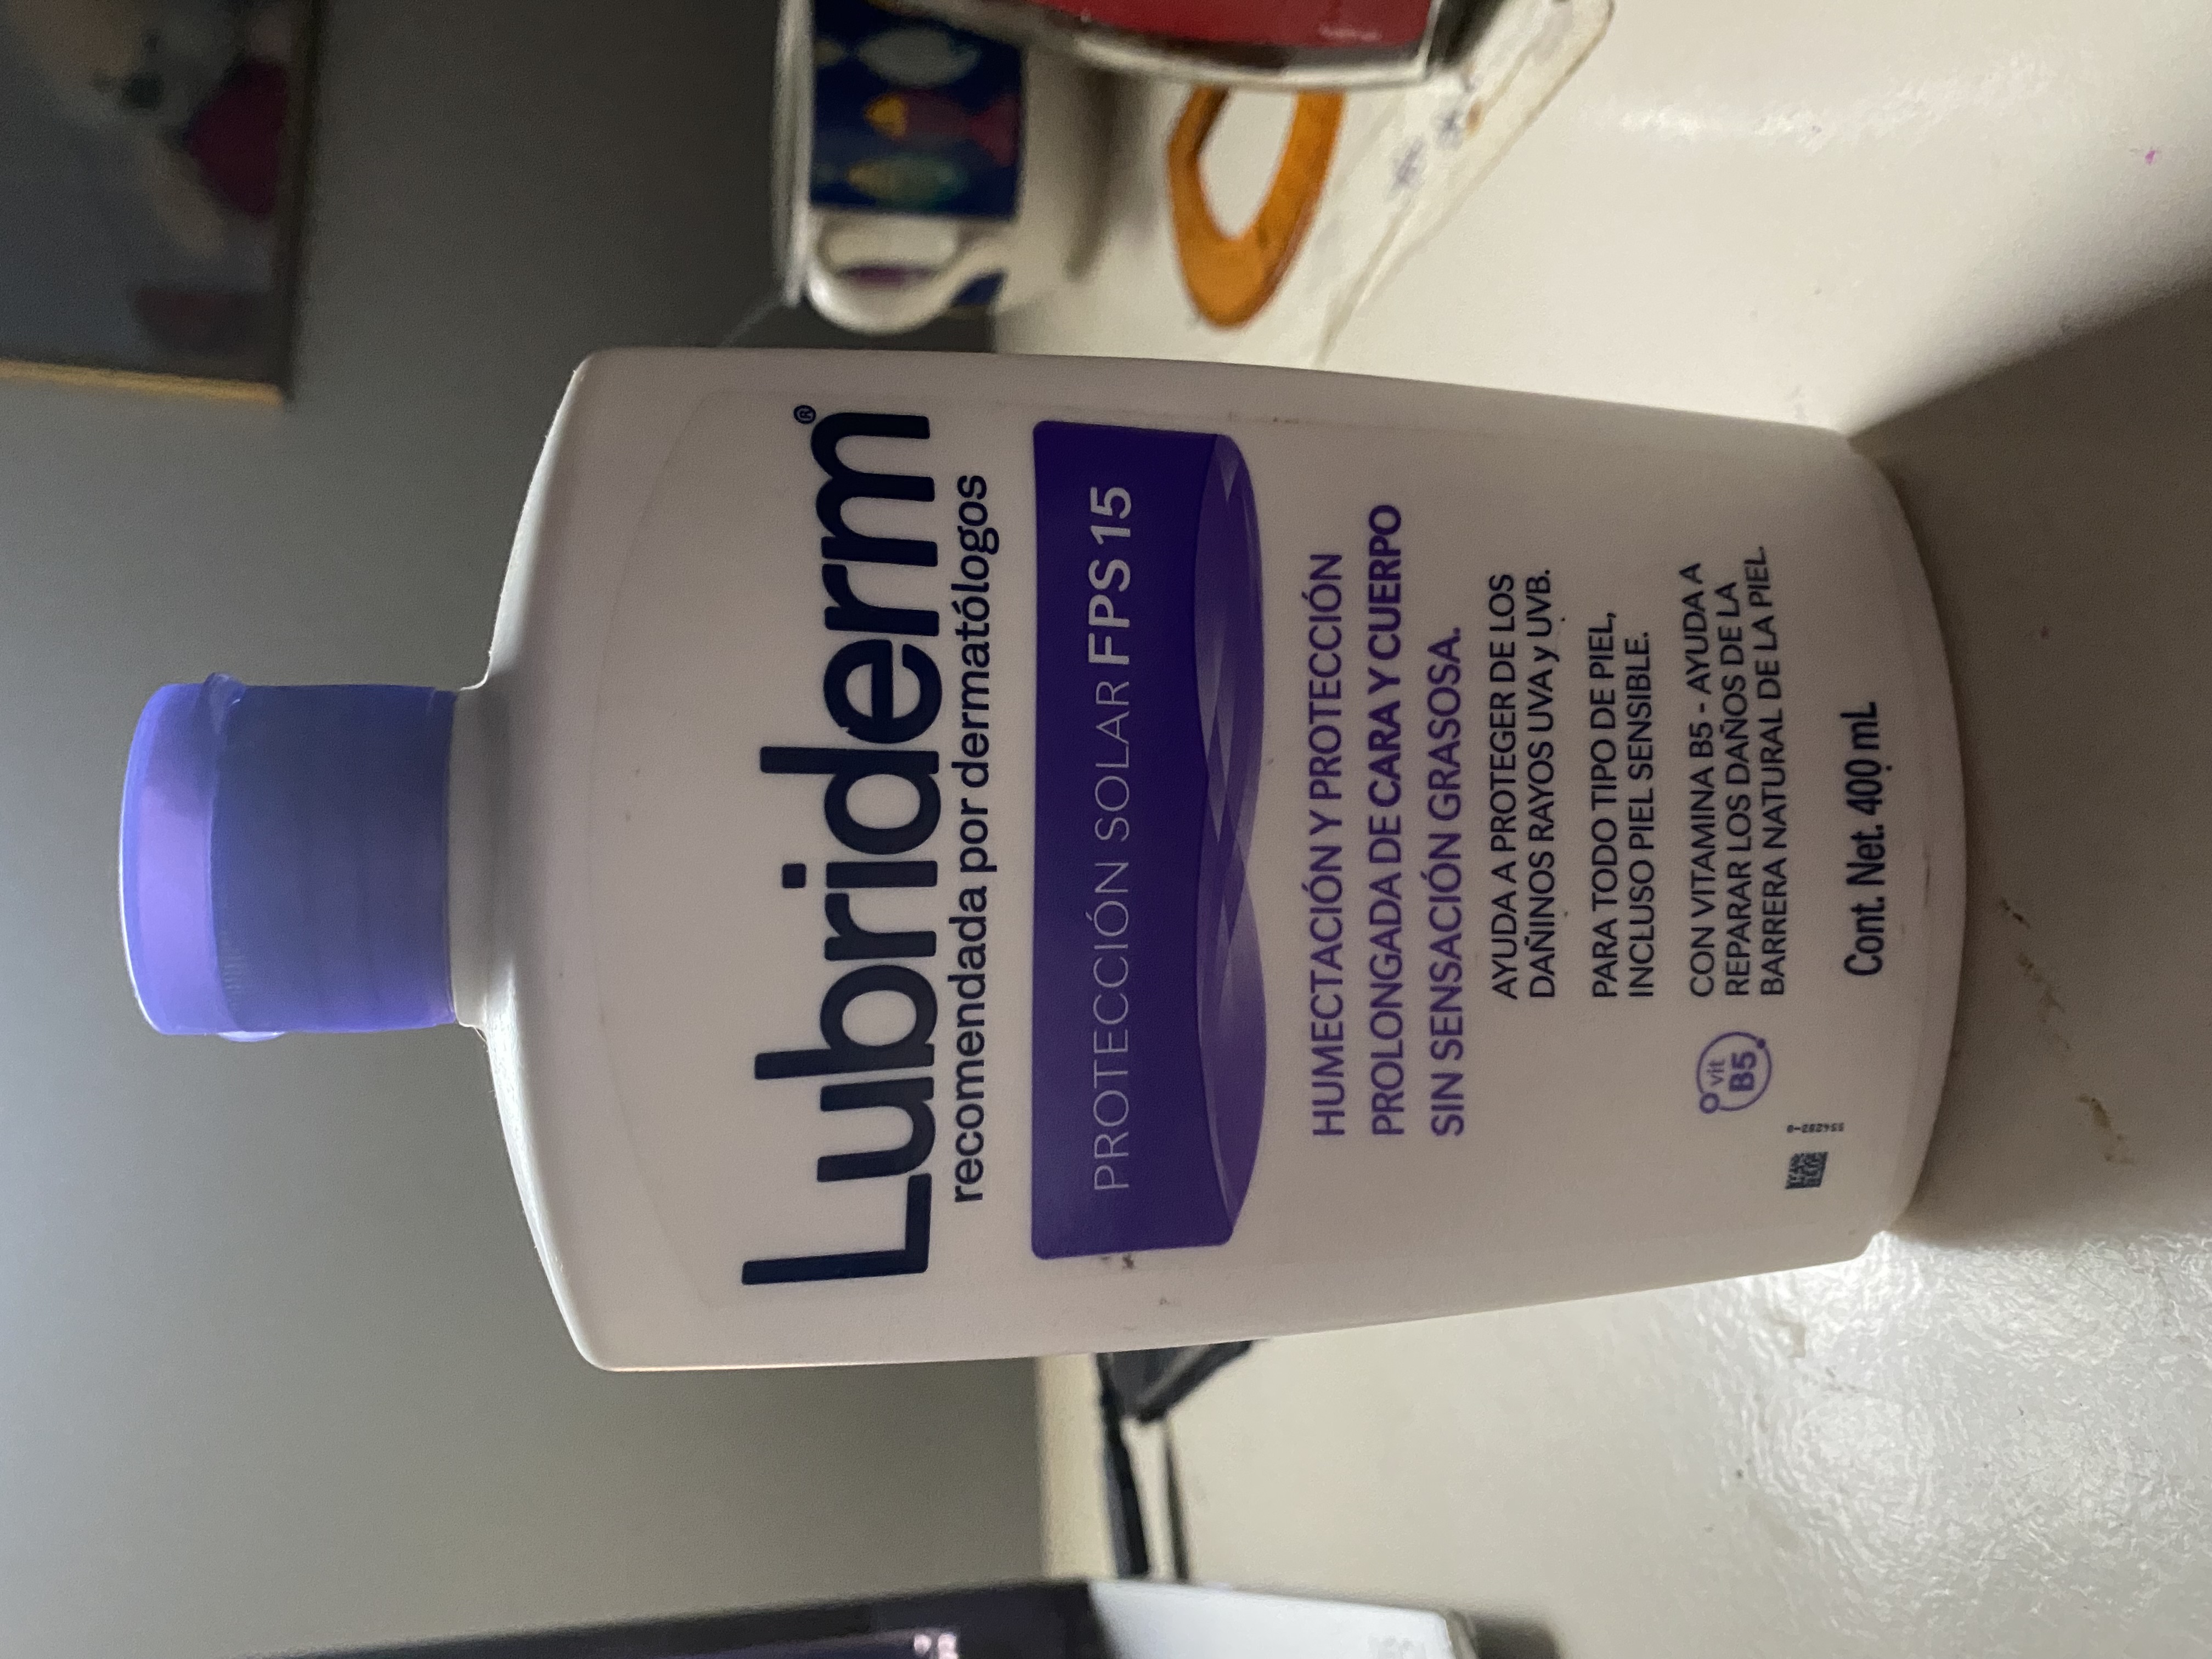 Lubriderm®
recomendada por dermatólogos
PROTECCIÓN SOLAR FPS 15
HUMECTACIÓN Y PROTECCIÓN
PROLONGADA DE CARA Y CUERPO
SIN SENSACIÓN GRASOSA.
AYUDA A PROTEGER DE LOS
DAÑINOS RAYOS UVA y UVB.
PARA TODO TIPO DE PIEL,
INCLUSO PIEL SENSIBLE.
vit
B5
CON VITAMINA B5 - AYUDA A
REPARAR LOS DAÑOS DE LA
BARRERA NATURAL DE LA PIEL.
Cont. Net. 400 mL